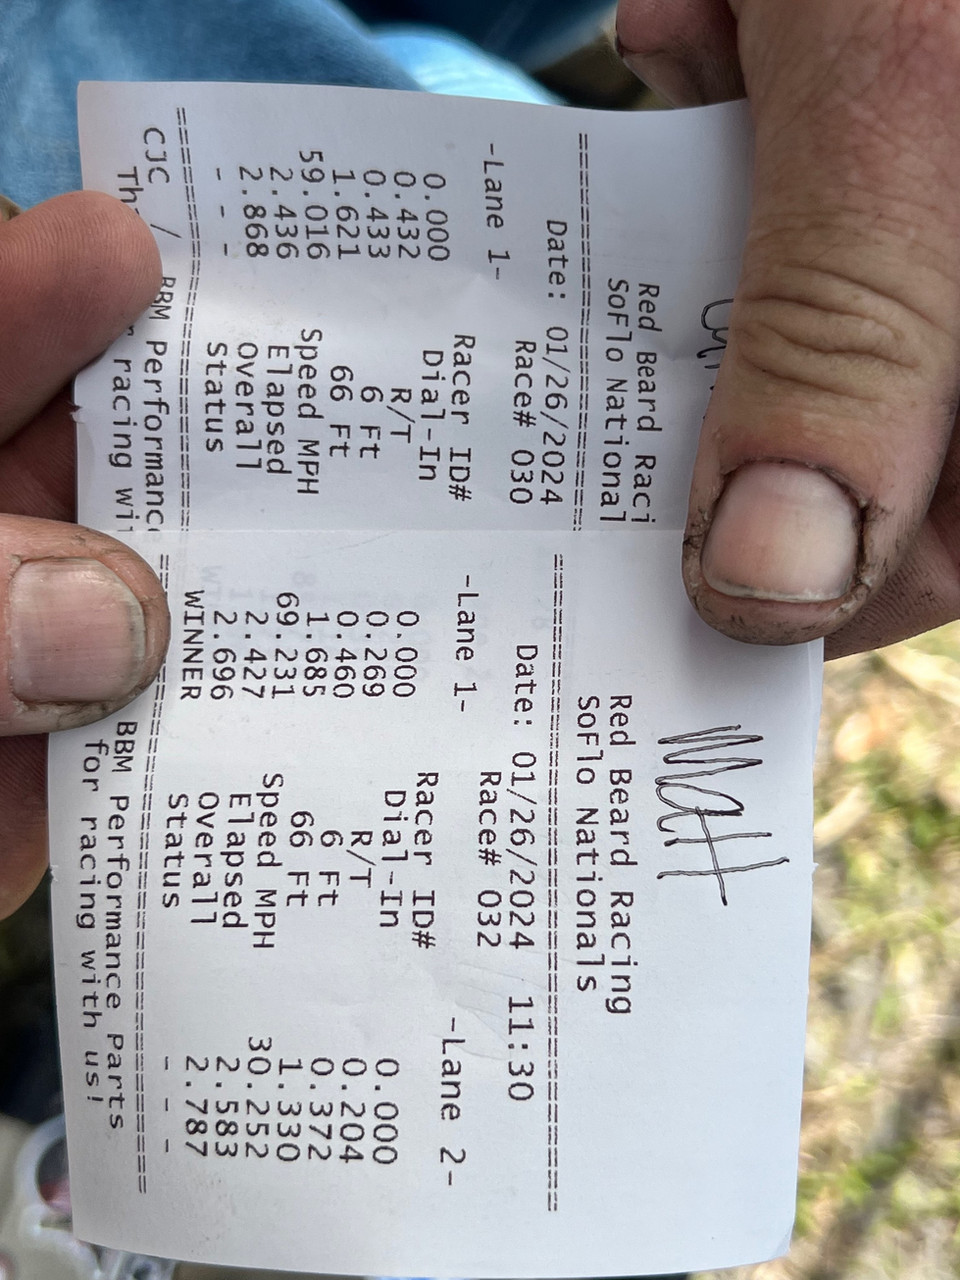 Red Beard Raci
SoFlo National
==============================
Date: 01/26/2024
Race# 030
-Lane 1-
Racer ID#
0.000 Dial-In
0.432 R/T
0.433 6 Ft
1.621 66 Ft
59.016 Speed MPH
2.436 Elapsed
2.868 Overall
- - - Status
==============================
CJC / BBM Performance
racing wi
Matt
Red Beard Racing
SoFlo Nationals
==============================================
Date: 01/26/2024 11:30
Race# 032
-Lane 1- -Lane 2-
Racer ID#
0.000 Dial-In 0.000
0.269 R/T 0.204
0.460 6 Ft 0.372
1.685 66 Ft 1.330
69.231 Speed MPH 30.252
2.427 Elapsed 2.583
2.696 Overall 2.787
WINNER Status - - -
==============================================
BBM Performance Parts
for racing with us!